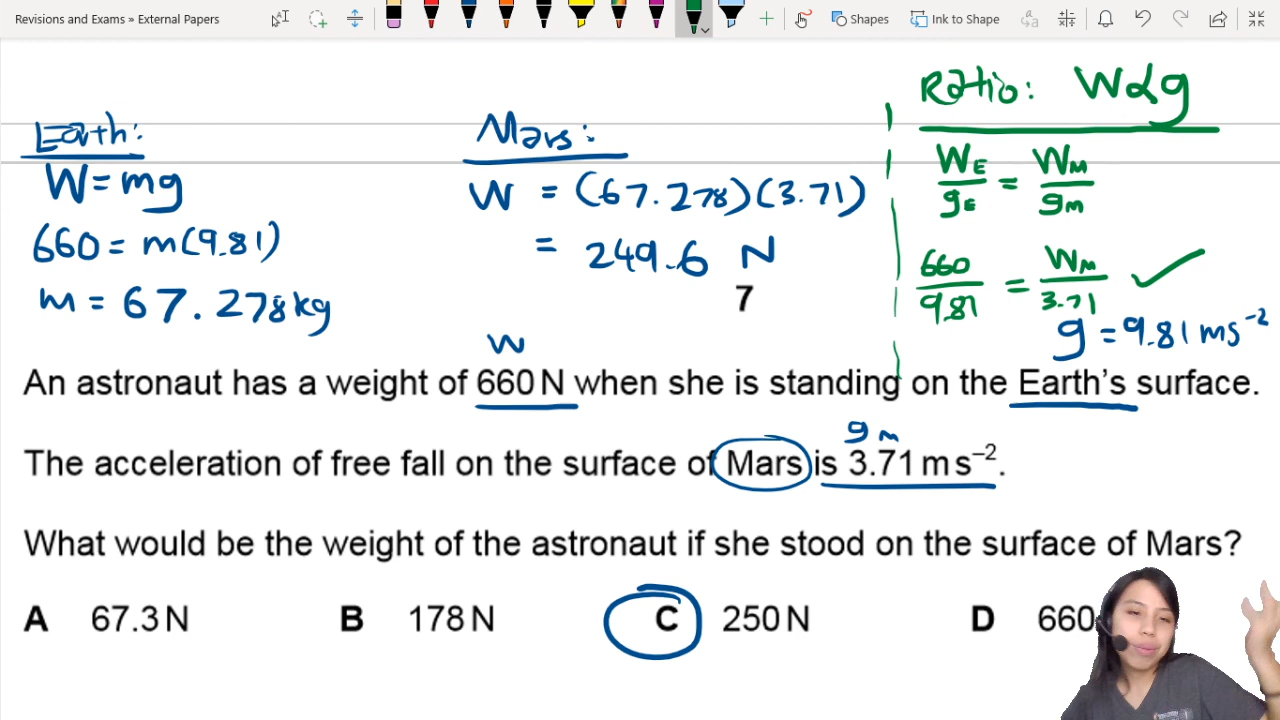 Revisions and Exams » External Papers
Shapes
Ink to Shape
Earth:
W = mg
660 = m(9.81)
m = 67.278kg
Mars:
W = (67.278)(3.71)
= 249.6 N
Ratio: W∝g
W_E/g_E = W_M/g_M
660/9.81 = W_M/3.71 ✓
g = 9.81 ms⁻²
7
W
An astronaut has a weight of 660 N when she is standing on the Earth's surface.
g m
The acceleration of free fall on the surface of Mars is 3.71 m s⁻².
What would be the weight of the astronaut if she stood on the surface of Mars?
A 67.3 N B 178 N C 250 N D 660